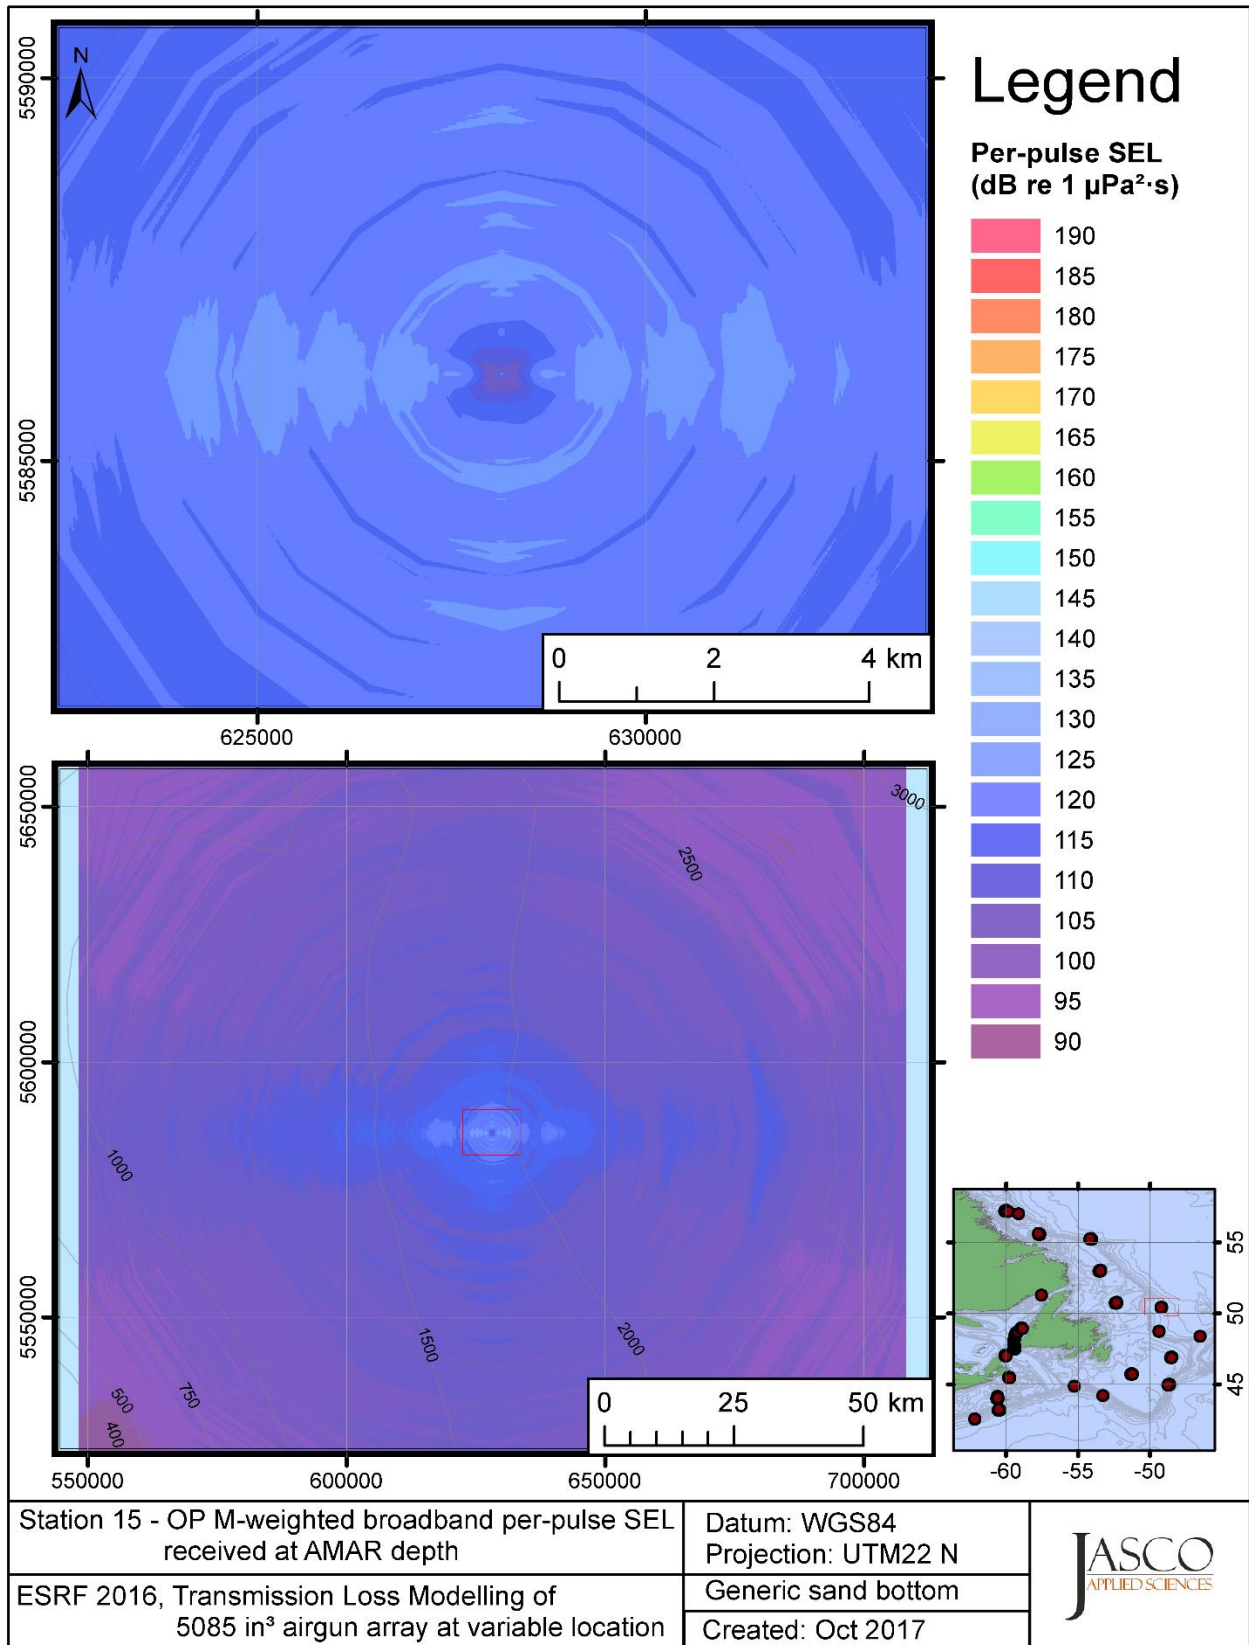 N
5590000
5585000
625000
630000
0 2 4 km
Legend
Per-pulse SEL
(dB re 1 µPa²·s)
190
185
180
175
170
165
160
155
150
145
140
135
130
125
120
115
110
105
100
95
90
5650000
5600000
5550000
550000
600000
650000
700000
3000
2500
1000
1500
2000
750
500
400
0 25 50 km
55
50
45
-60
-55
-50
Station 15 - OP M-weighted broadband per-pulse SEL
received at AMAR depth
ESRF 2016, Transmission Loss Modelling of
5085 in³ airgun array at variable location
Datum: WGS84
Projection: UTM22 N
Generic sand bottom
Created: Oct 2017
JASCO
APPLIED SCIENCES